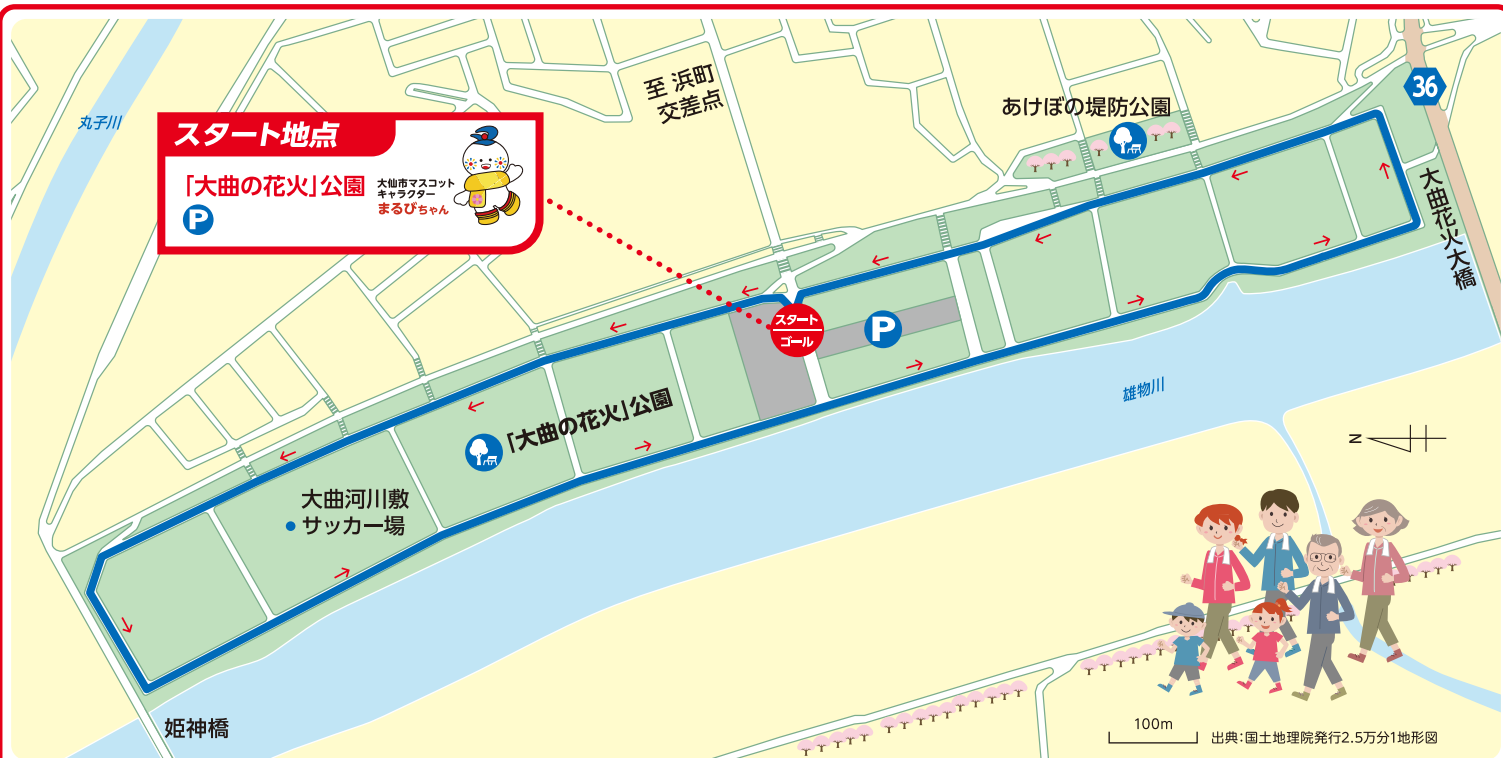 丸子川
スタート地点
「大曲の花火」公園
P
大仙市マスコット
キャラクター
まるびちゃん
至 浜町
交差点
あけぼの堤防公園
36
大曲花火大橋
スタート
ゴール
P
「大曲の花火」公園
雄物川
N
大曲河川敷
サッカー場
姫神橋
100m
出典:国土地理院発行2.5万分1地形図